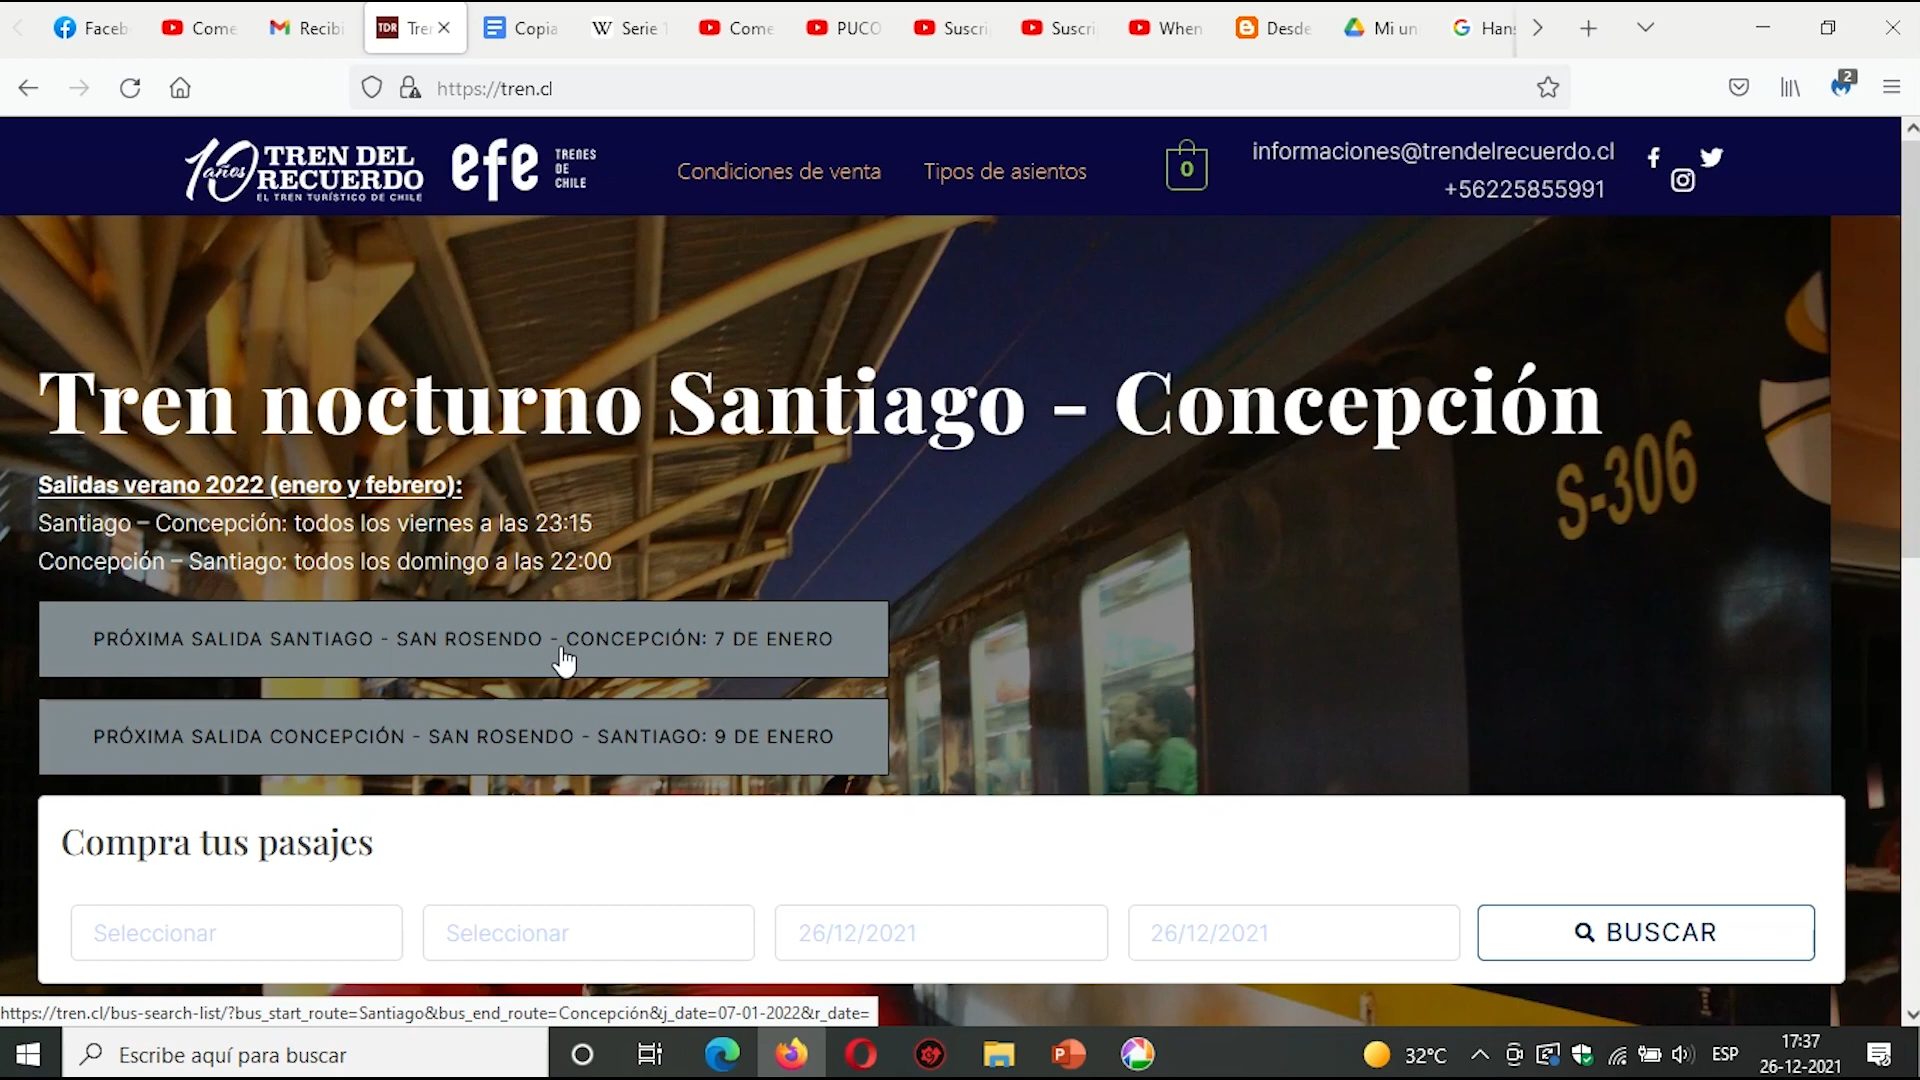 Faceb
Come
Recibi
TDR Tren
Copia
W Serie
Come
PUCO
Suscri
Suscri
When
Desde
Mi un
Han
https://tren.cl
2
10 años TREN DEL RECUERDO
EL TREN TURÍSTICO DE CHILE
efe TRENES DE CHILE
Condiciones de venta
Tipos de asientos
0
informaciones@trendelrecuerdo.cl
+56225855991
Tren nocturno Santiago - Concepción
S-306
Salidas verano 2022 (enero y febrero):
Santiago – Concepción: todos los viernes a las 23:15
Concepción – Santiago: todos los domingo a las 22:00
PRÓXIMA SALIDA SANTIAGO - SAN ROSENDO - CONCEPCIÓN: 7 DE ENERO
PRÓXIMA SALIDA CONCEPCIÓN - SAN ROSENDO - SANTIAGO: 9 DE ENERO
Compra tus pasajes
Seleccionar
Seleccionar
26/12/2021
26/12/2021
BUSCAR
https://tren.cl/bus-search-list/?bus_start_route=Santiago&bus_end_route=Concepción&j_date=07-01-2022&r_date=
Escribe aquí para buscar
32°C
ESP
17:37
26-12-2021